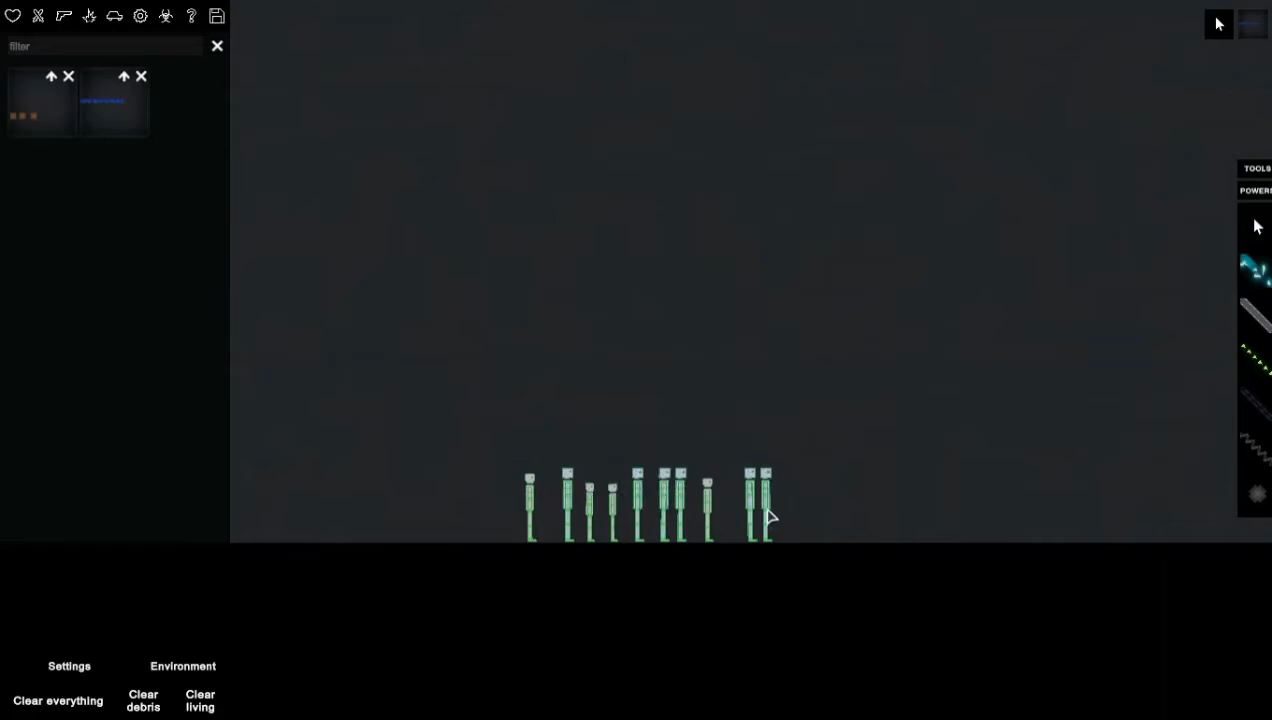 filter
TOOLS
POWERS
Settings
Environment
Clear everything
Clear
debris
Clear
living